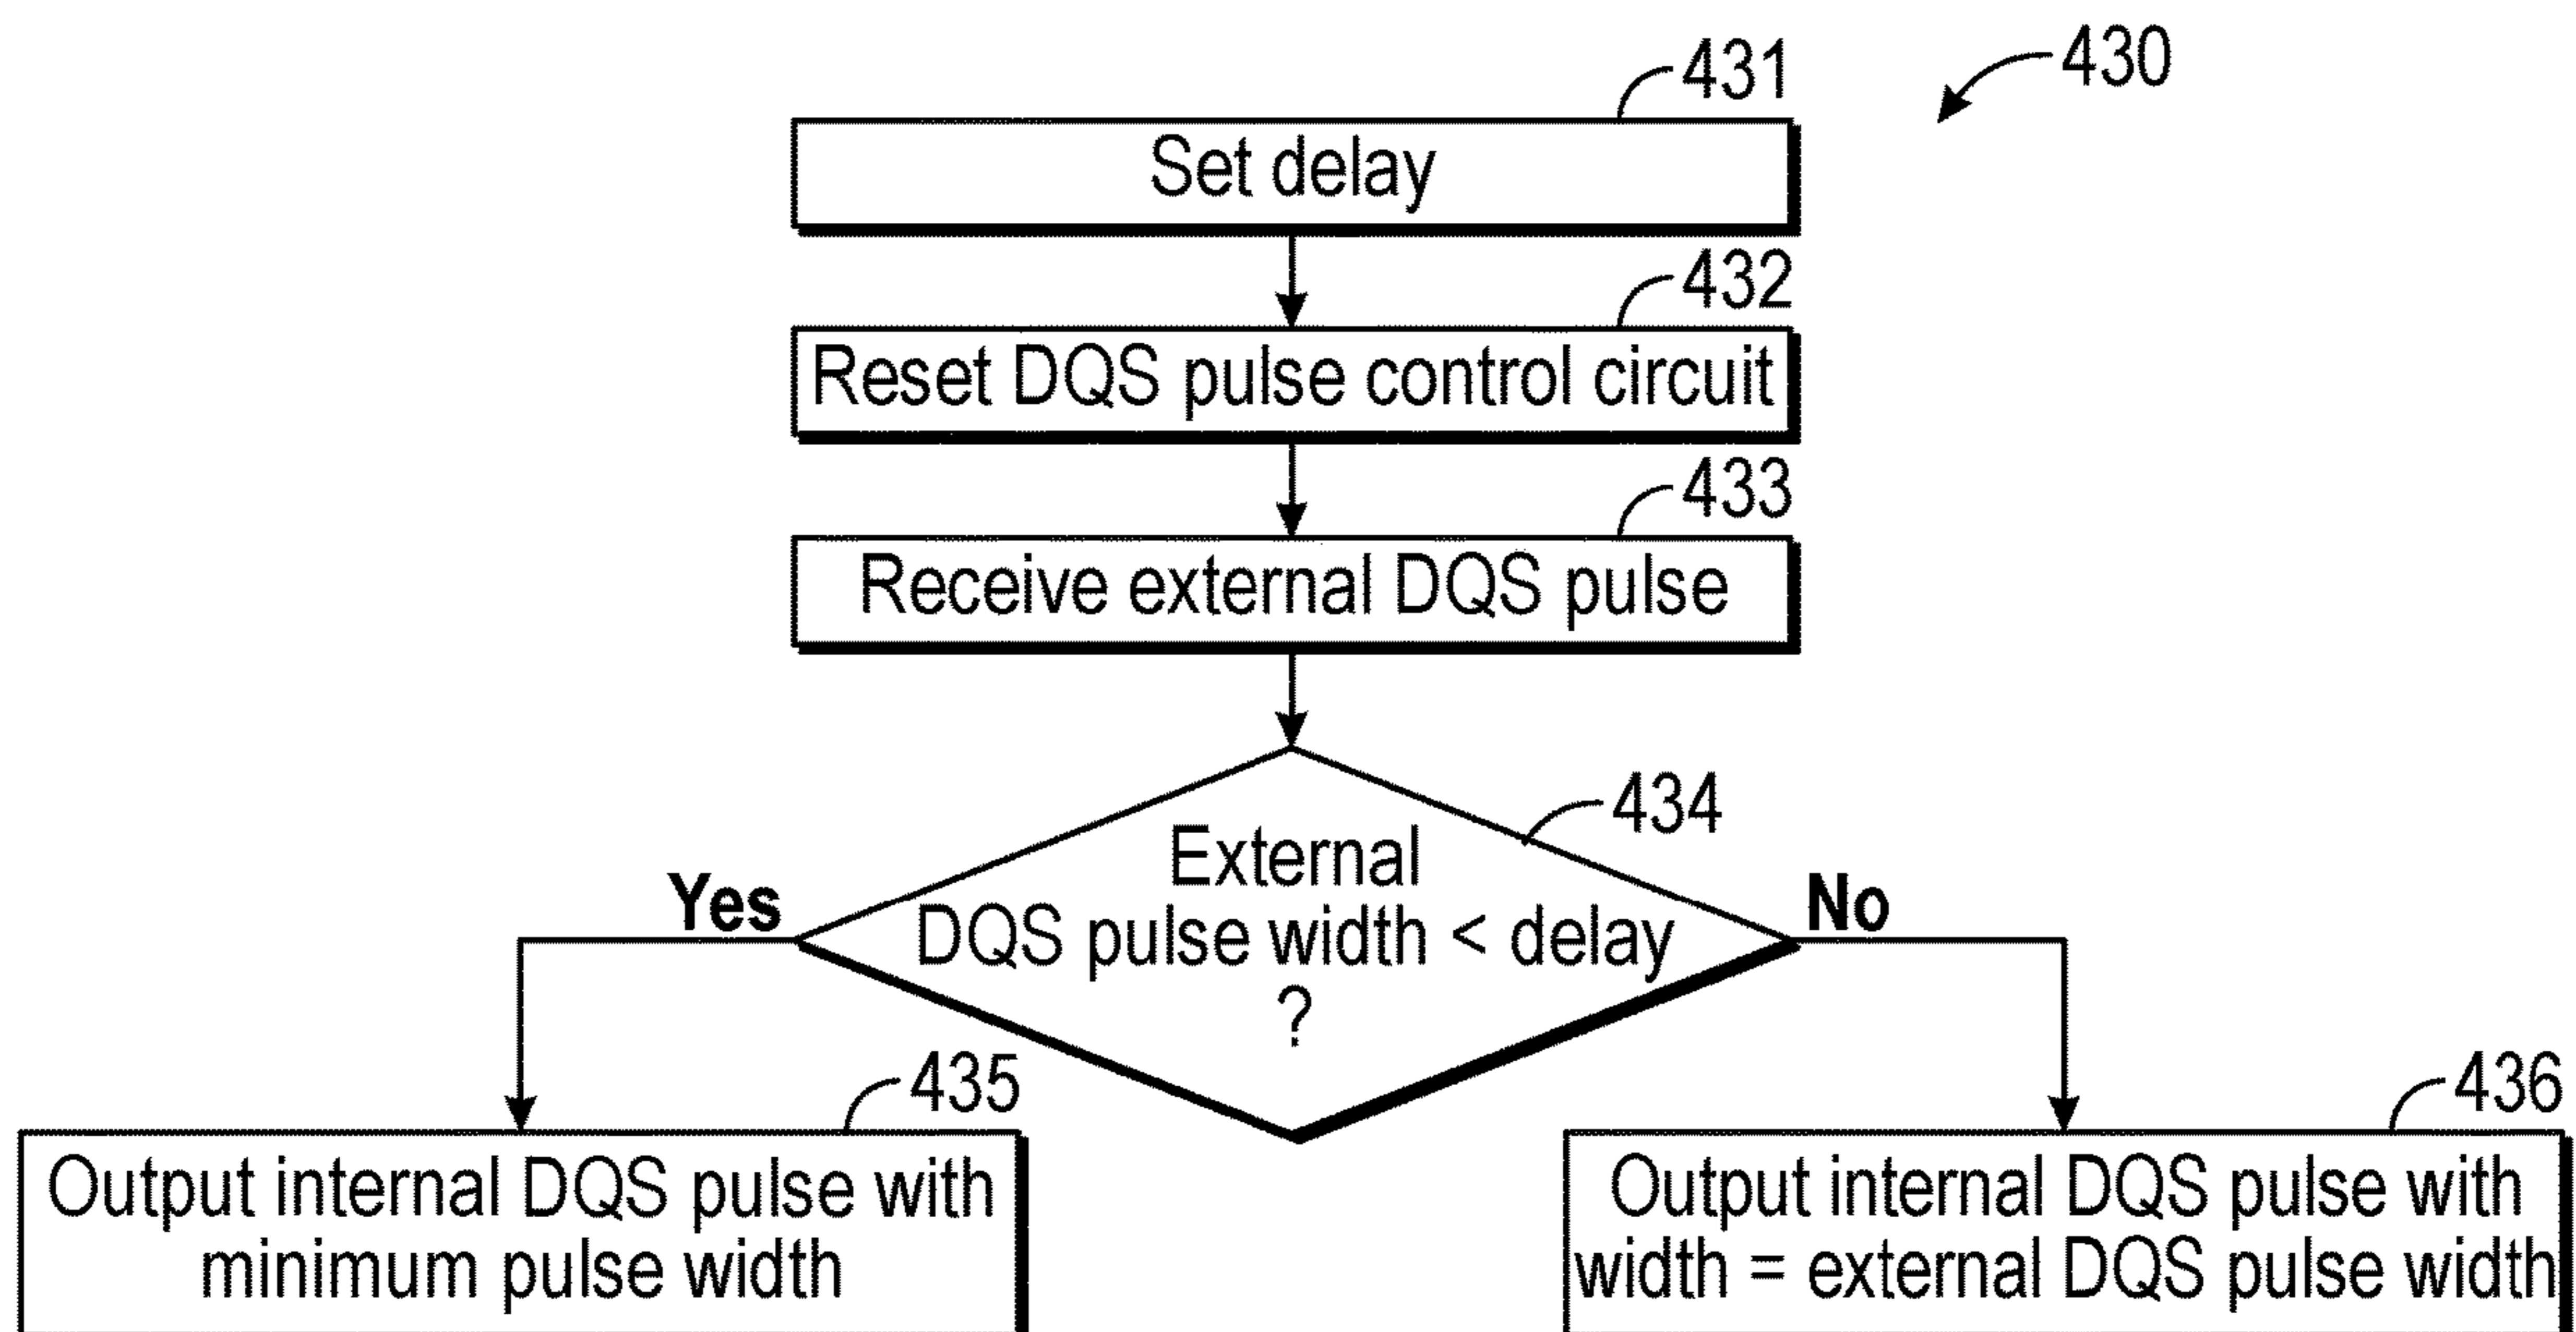 430
431
Set delay
432
Reset DQS pulse control circuit
433
Receive external DQS pulse
434
External
DQS pulse width < delay
?
Yes
No
435
Output internal DQS pulse with
minimum pulse width
436
Output internal DQS pulse with
width = external DQS pulse width